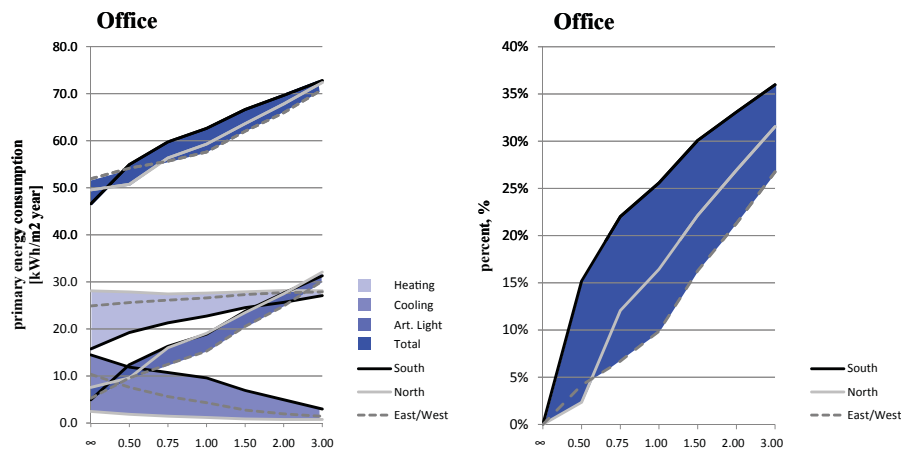 Office
80.0
70.0
60.0
50.0
40.0
30.0
20.0
10.0
0.0
primary energy consumption
[kWh/m2 year]
∞ 0.50 0.75 1.00 1.50 2.00 3.00
Heating
Cooling
Art. Light
Total
South
North
East/West
Office
40%
35%
30%
25%
20%
15%
10%
5%
0%
percent, %
∞ 0.50 0.75 1.00 1.50 2.00 3.00
South
North
East/West